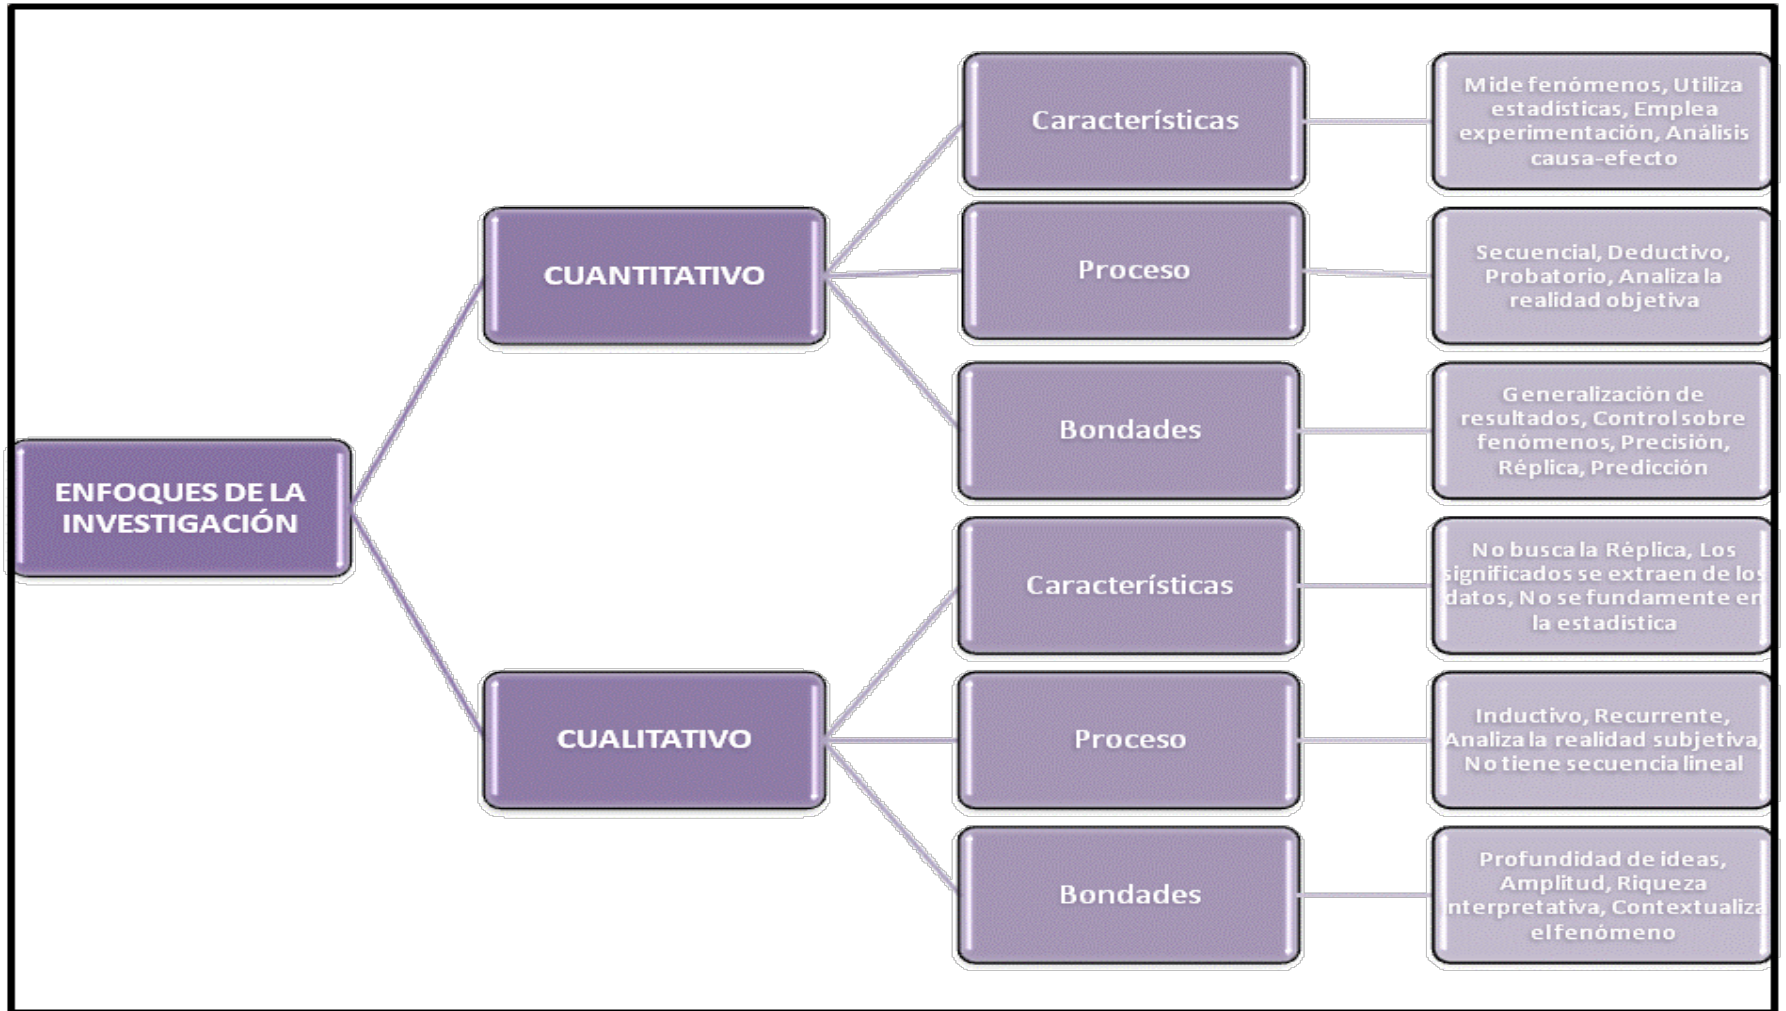 ENFOQUES DE LA
INVESTIGACIÓN
CUANTITATIVO
Característísticas
Mide fenómenos, Utiliza
estadísticas, Emplea
experimentación, Análisis
causa-efecto
Proceso
Secuencial, Deductivo,
Probatorio, Analiza la
realidad objetiva
Bondades
Generalización de
resultados, Control sobre
fenómenos, Precisión,
Réplica, Predicción
CUALITATIVO
Característísticas
No busca la Réplica, Los
significados se extraen de los
datos, No se fundamente en
la estadística
Proceso
Inductivo, Recurrente,
Analiza la realidad subjetiva,
No tiene secuencia lineal
Bondades
Profundidad de ideas,
Amplitud, Riqueza
interpretativa, Contextualiza
el fenómeno